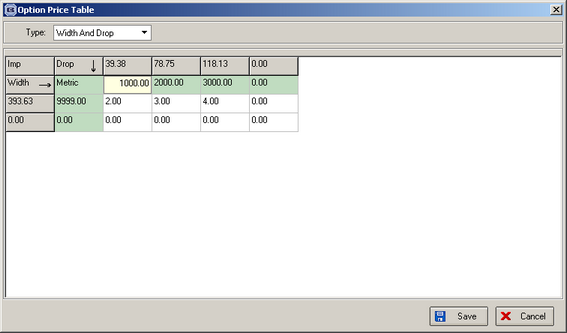 Option Price Table
Type: Width And Drop
Imp Drop ↓ 39.38 78.75 118.13 0.00
Width → Metric 1000.00 2000.00 3000.00 0.00
393.63 9999.00 2.00 3.00 4.00 0.00
0.00 0.00 0.00 0.00 0.00 0.00
Save Cancel